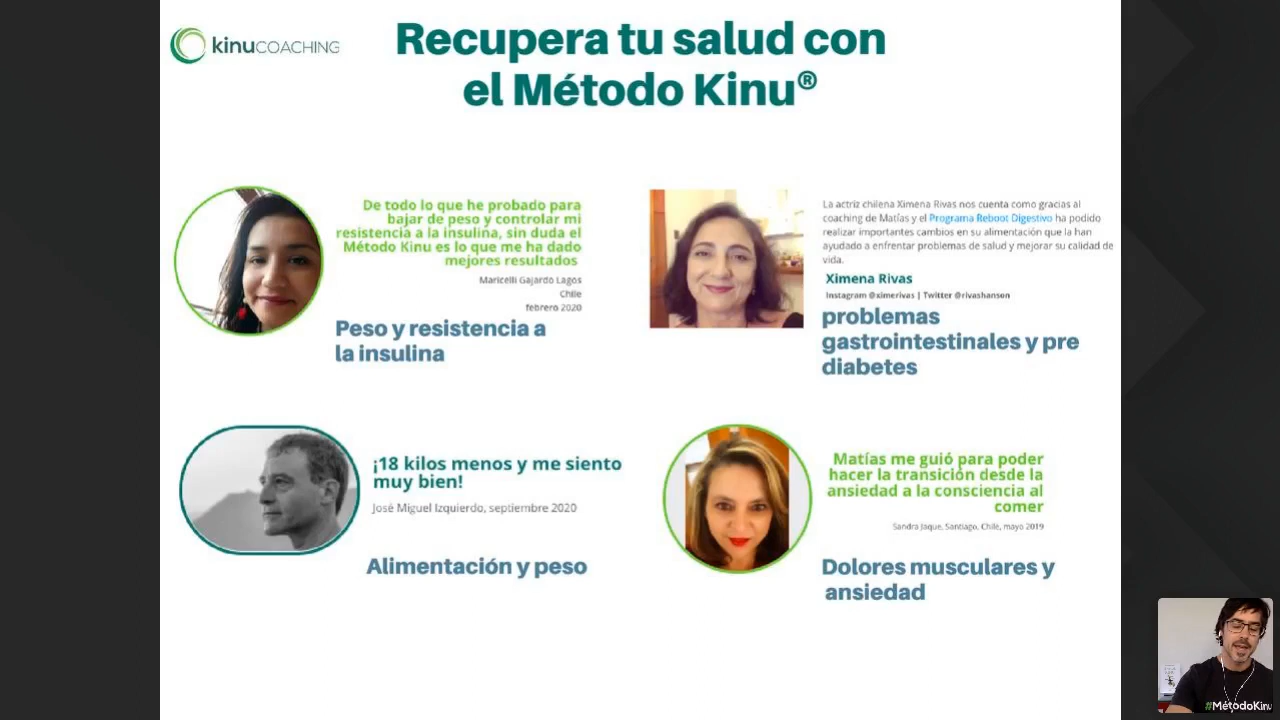 kinuCOACHING
Recupera tu salud con
el Método Kinu®
De todo lo que he probado para
bajar de peso y controlar mi
resistencia a la insulina, sin duda el
Método Kinu es lo que me ha dado
mejores resultados
Maricelli Gajardo Lagos
Chile
febrero 2020
Peso y resistencia a
la insulina
La actriz chilena Ximena Rivas nos cuenta como gracias al
coaching de Matías y el Programa Reboot Digestivo ha podido
realizar importantes cambios en su alimentación que la han
ayudado a enfrentar problemas de salud y mejorar su calidad de
vida.
Ximena Rivas
Instagram @ximerivas | Twitter @rivashanson
problemas
gastrointestinales y pre
diabetes
¡18 kilos menos y me siento
muy bien!
José Miguel Izquierdo, septiembre 2020
Alimentación y peso
Matías me guió para poder
hacer la transición desde la
ansiedad a la consciencia al
comer
Sandra Jaque, Santiago, Chile, mayo 2019
Dolores musculares y
ansiedad
#MétodoKinu